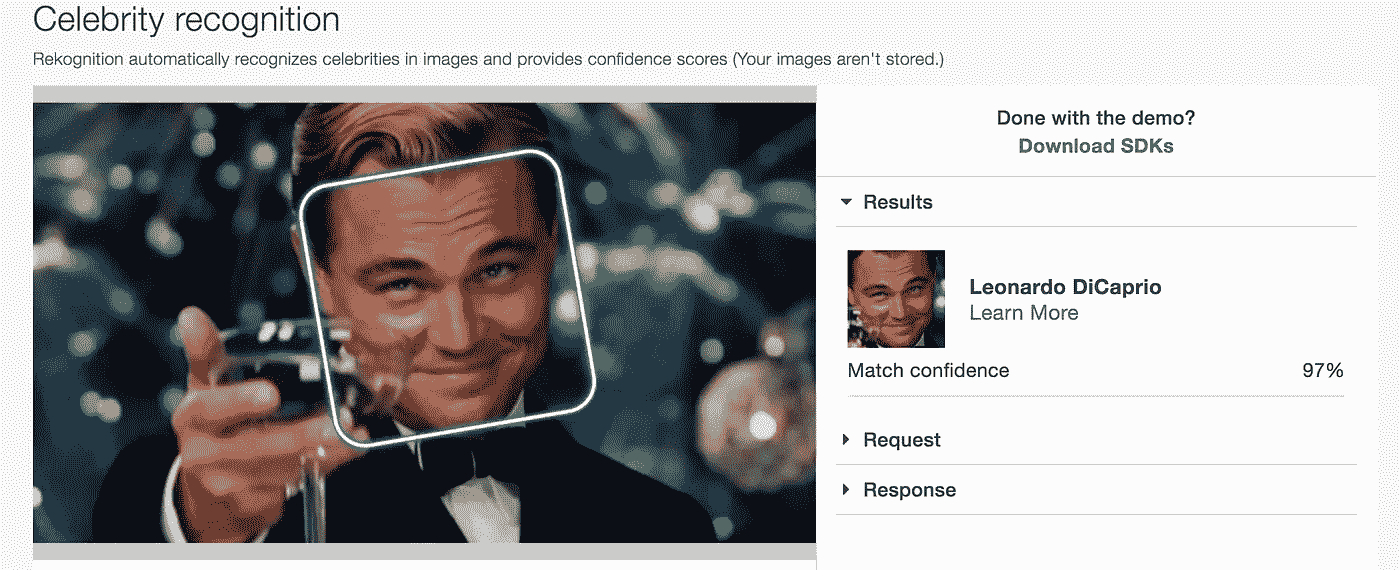 Celebrity recognition
Rekognition automatically recognizes celebrities in images and provides confidence scores (Your images aren't stored.)
Done with the demo?
Download SDKs
Results
Leonardo DiCaprio
Learn More
Match confidence 97%
Request
Response